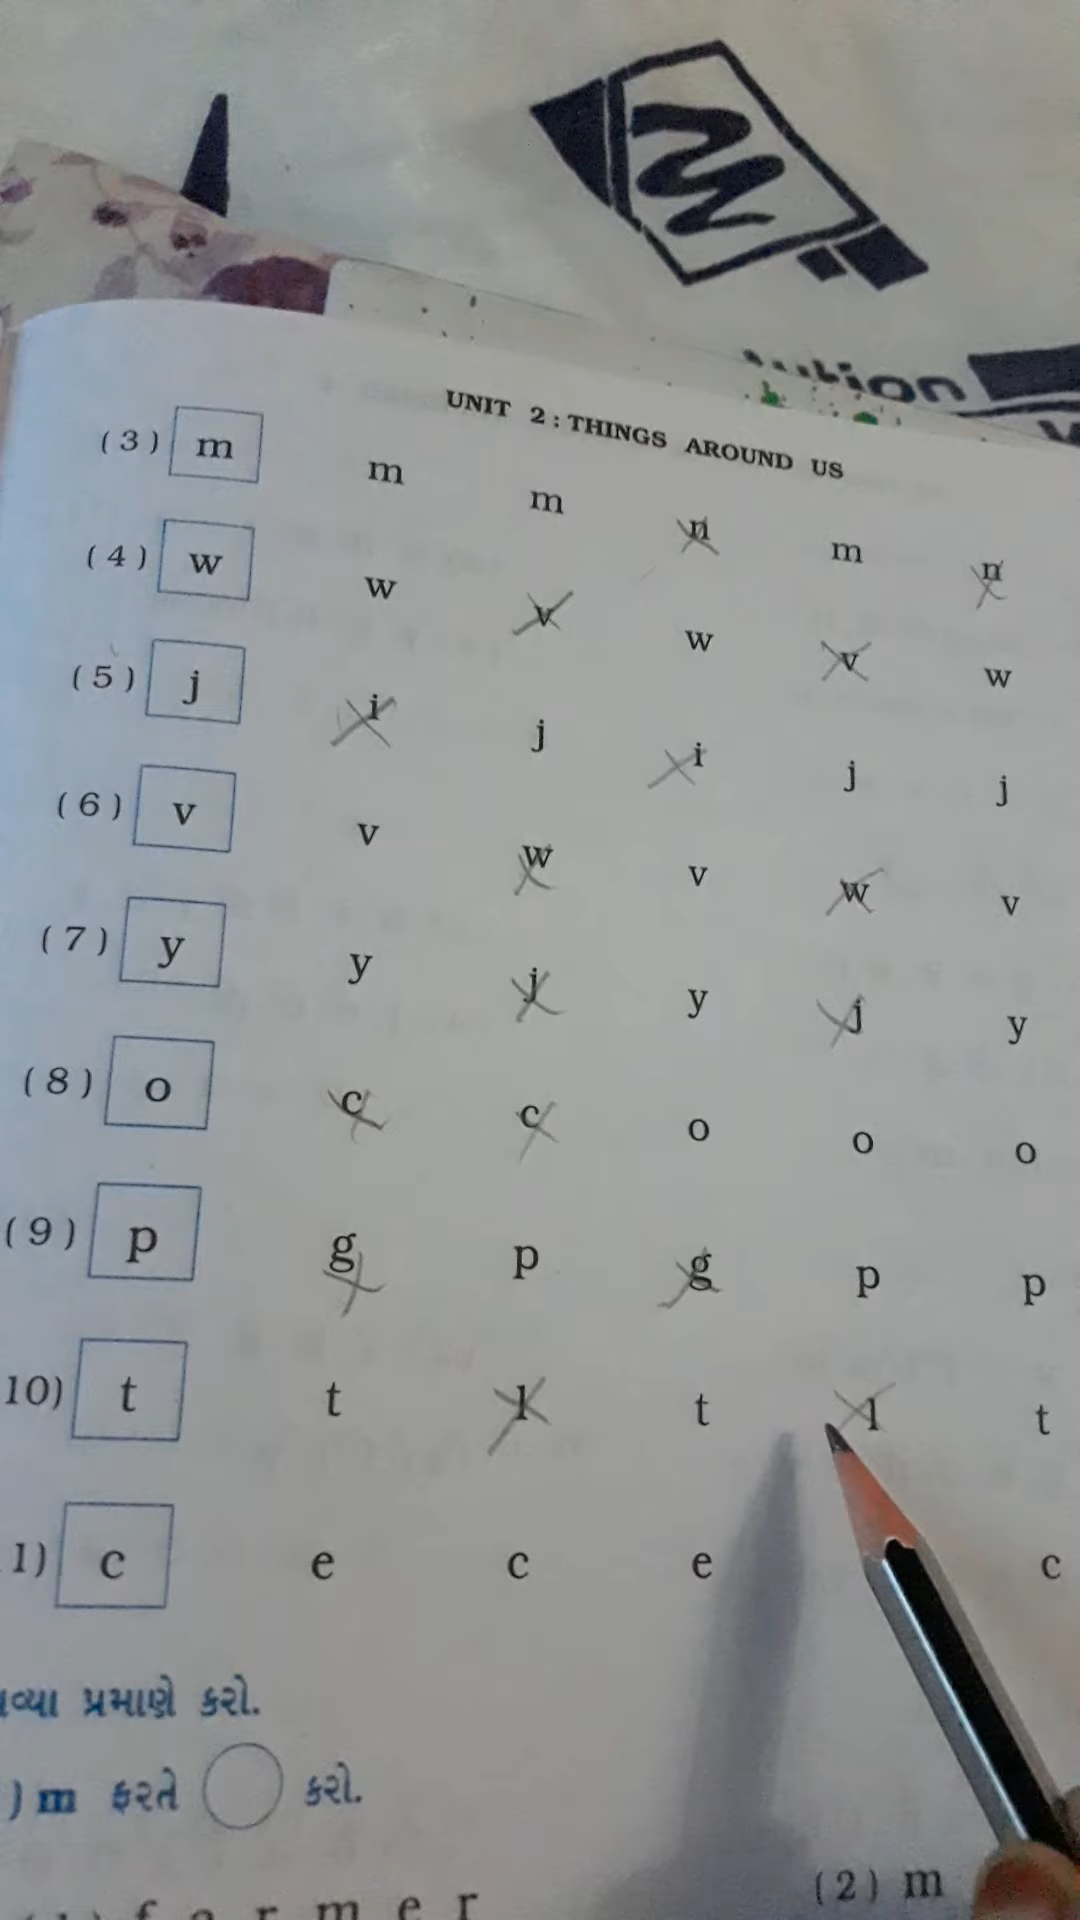 ution
UNIT 2 : THINGS AROUND US
(3) m m m n m n
(4) w w v w v w
(5) j i j i j j
(6) v v w v w v
(7) y y j y j y
(8) o c c o o o
(9) p g p g p p
10) t t l t l t
1) c e c e c
વ્યા પ્રમાણે કરો.
) m ફરતે કરો.
f a r m e r (2) m